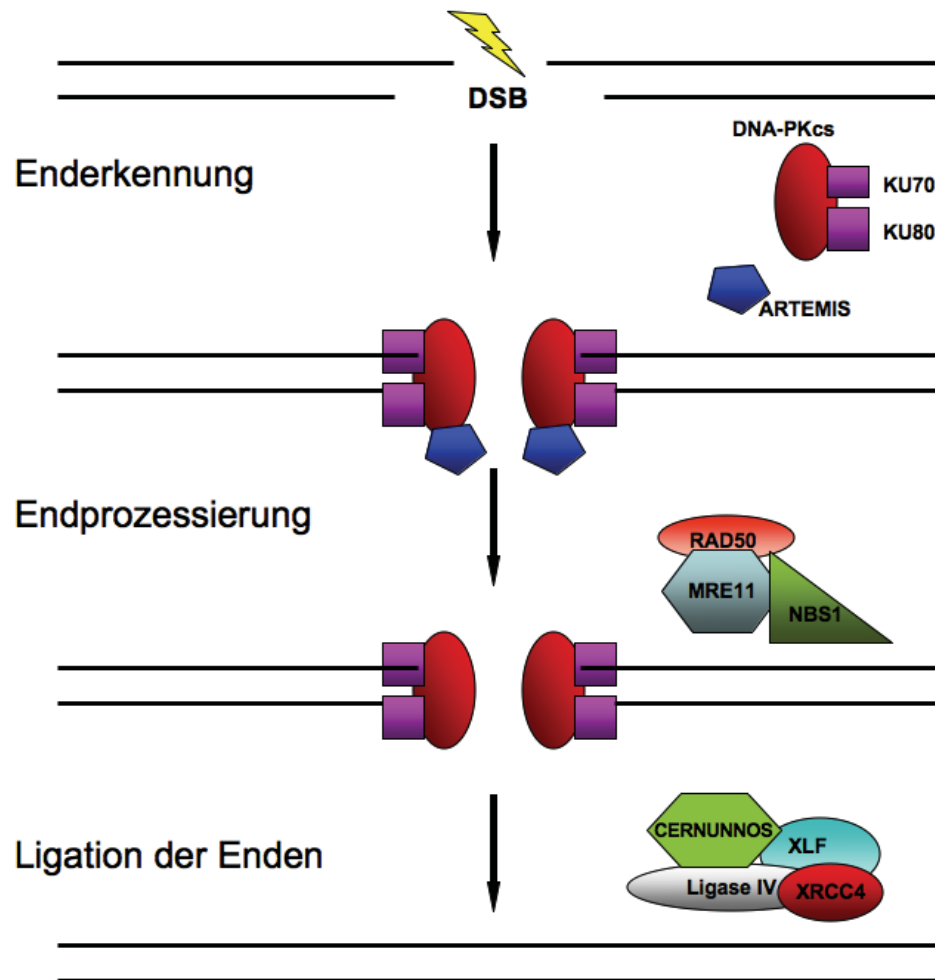 DSB
DNA-PKcs
Enderkennung
KU70
KU80
ARTEMIS
Endprozessierung
RAD50
MRE11
NBS1
CERNUNNOS
XLF
Ligation der Enden
Ligase IV
XRCC4